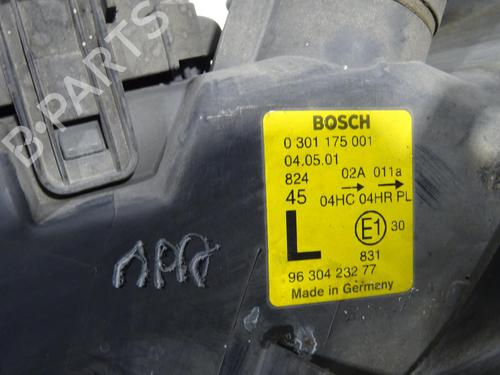 B-PARTS
BOSCH
0 301 175 001
04.05.01
824 02A 011a
45 04HC 04HR PL
L E1 30
831
96 304 232 77
Made in Germany